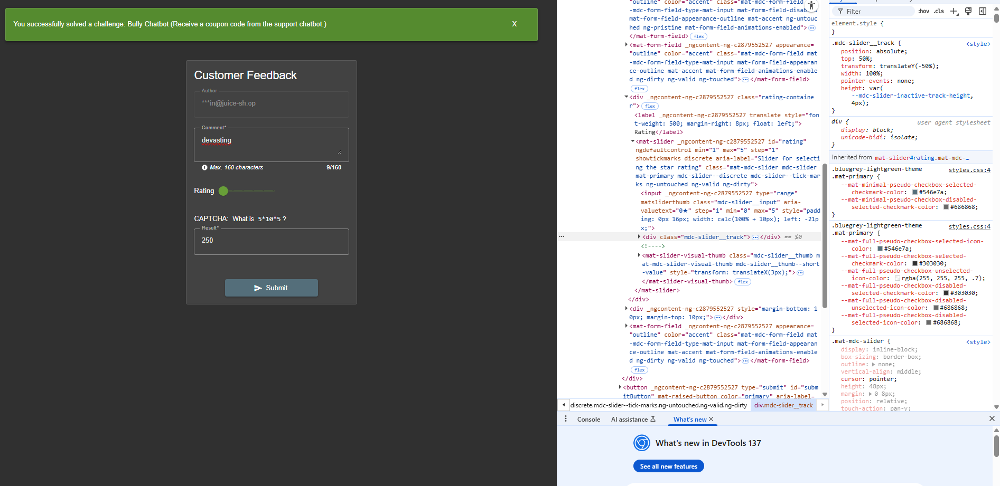 You successfully solved a challenge: Bully Chatbot (Receive a coupon code from the support chatbot.)
X
Customer Feedback
Author
***in@juice-sh.op
Comment*
devasting
Max. 160 characters
9/160
Rating
CAPTCHA: What is 5*10*5 ?
Result*
250
Submit
"outline" color="accent" class="mat-mdc-form-field
-mdc-form-field-type-mat-input mat-form-field-disabled
mat-form-field-appearance-outline mat-accent ng-untouc
hed ng-pristine mat-form-field-animations-enabled">
</mat-form-field> flex
<mat-form-field _ngcontent-ng-c2879552527 appearance=
"outline" color="accent" class="mat-mdc-form-field mat
-mdc-form-field-type-mat-input mat-form-field-appearan
ce-outline mat-accent mat-form-field-animations-enable
d ng-dirty ng-valid ng-touched"></mat-form-field>
flex
<div _ngcontent-ng-c2879552527 class="rating-containe
r"> flex
<label _ngcontent-ng-c2879552527 translate style="fon
t-weight: 500; margin-right: 8px; float: left;">
Rating</label>
<mat-slider _ngcontent-ng-c2879552527 id="rating"
ngdefaultcontrol min="1" max="5" step="1"
showtickmarks discrete aria-label="Slider for selecti
ng the star rating" class="mat-mdc-slider mdc-slider
mat-primary mdc-slider--discrete mdc-slider--tick-mar
ks ng-untouched ng-valid ng-dirty">
<input _ngcontent-ng-c2879552527 type="range"
matsliderthumb class="mdc-slider__input" aria-
valuetext="0★" step="1" min="0" max="5" style="padd
ing: 0px 16px; width: calc(100% + 10px); left: -21p
x;">
<div class="mdc-slider__track"></div> == $0
<!---->
<mat-slider-visual-thumb class="mdc-slider__thumb m
at-mdc-slider-visual-thumb mdc-slider__thumb--short
-value" style="transform: translateX(3px);">
</mat-slider-visual-thumb> flex
</mat-slider>
</div>
<div _ngcontent-ng-c2879552527 style="margin-bottom: 1
0px; margin-top: 10px;"></div>
<mat-form-field _ngcontent-ng-c2879552527 appearance=
"outline" color="accent" class="mat-mdc-form-field mat
-mdc-form-field-type-mat-input mat-form-field-appearan
ce-outline mat-accent mat-form-field-animations-enable
d ng-dirty ng-valid ng-touched"></mat-form-field>
flex
</div>
<button _ngcontent-ng-c2879552527 type="submit" id="subm
itButton" mat-raised-button color="primary" aria-label=
discrete.mdc-slider--tick-marks.ng-untouched.ng-valid.ng-dirty
div.mdc-slider__track
Filter
:hov .cls
element.style {
}
.mdc-slider__track { <style>
position: absolute;
top: 50%;
transform: translateY(-50%);
width: 100%;
pointer-events: none;
height: var(
--mdc-slider-inactive-track-height,
4px);
}
div { user agent stylesheet
display: block;
unicode-bidi: isolate;
}
Inherited from mat-slider#rating.mat-mdc-…
.bluegrey-lightgreen-theme styles.css:4
.mat-primary {
--mat-minimal-pseudo-checkbox-selected-
checkmark-color: #546e7a;
--mat-minimal-pseudo-checkbox-disabled-
selected-checkmark-color: #686868;
}
.bluegrey-lightgreen-theme styles.css:4
.mat-primary {
--mat-full-pseudo-checkbox-selected-icon-
color: #546e7a;
--mat-full-pseudo-checkbox-selected-
checkmark-color: #303030;
--mat-full-pseudo-checkbox-unselected-
icon-color: rgba(255, 255, 255, .7);
--mat-full-pseudo-checkbox-disabled-
selected-checkmark-color: #303030;
--mat-full-pseudo-checkbox-disabled-
unselected-icon-color: #686868;
--mat-full-pseudo-checkbox-disabled-
selected-icon-color: #686868;
}
.mat-mdc-slider { <style>
display: inline-block;
box-sizing: border-box;
outline: none;
vertical-align: middle;
cursor: pointer;
height: 48px;
margin: 0 8px;
position: relative;
touch-action: pan-y;
Console
AI assistance
What's new
What's new in DevTools 137
See all new features